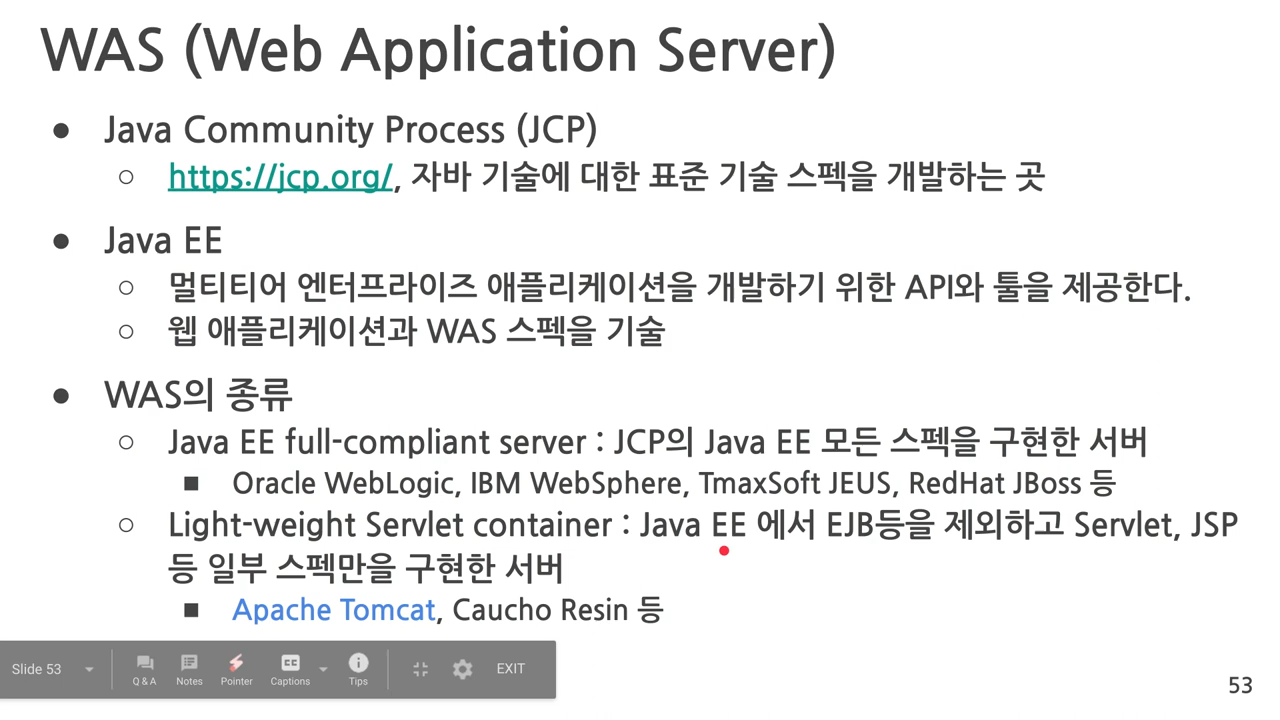 WAS (Web Application Server)
● Java Community Process (JCP)
○ https://jcp.org/, 자바 기술에 대한 표준 기술 스펙을 개발하는 곳
● Java EE
○ 멀티티어 엔터프라이즈 애플리케이션을 개발하기 위한 API와 툴을 제공한다.
○ 웹 애플리케이션과 WAS 스펙을 기술
● WAS의 종류
○ Java EE full-compliant server : JCP의 Java EE 모든 스펙을 구현한 서버
■ Oracle WebLogic, IBM WebSphere, TmaxSoft JEUS, RedHat JBoss 등
○ Light-weight Servlet container : Java EE 에서 EJB등을 제외하고 Servlet, JSP
등 일부 스펙만을 구현한 서버
■ Apache Tomcat, Caucho Resin 등
Slide 53 Q & A Notes Pointer CC Captions Tips EXIT
53